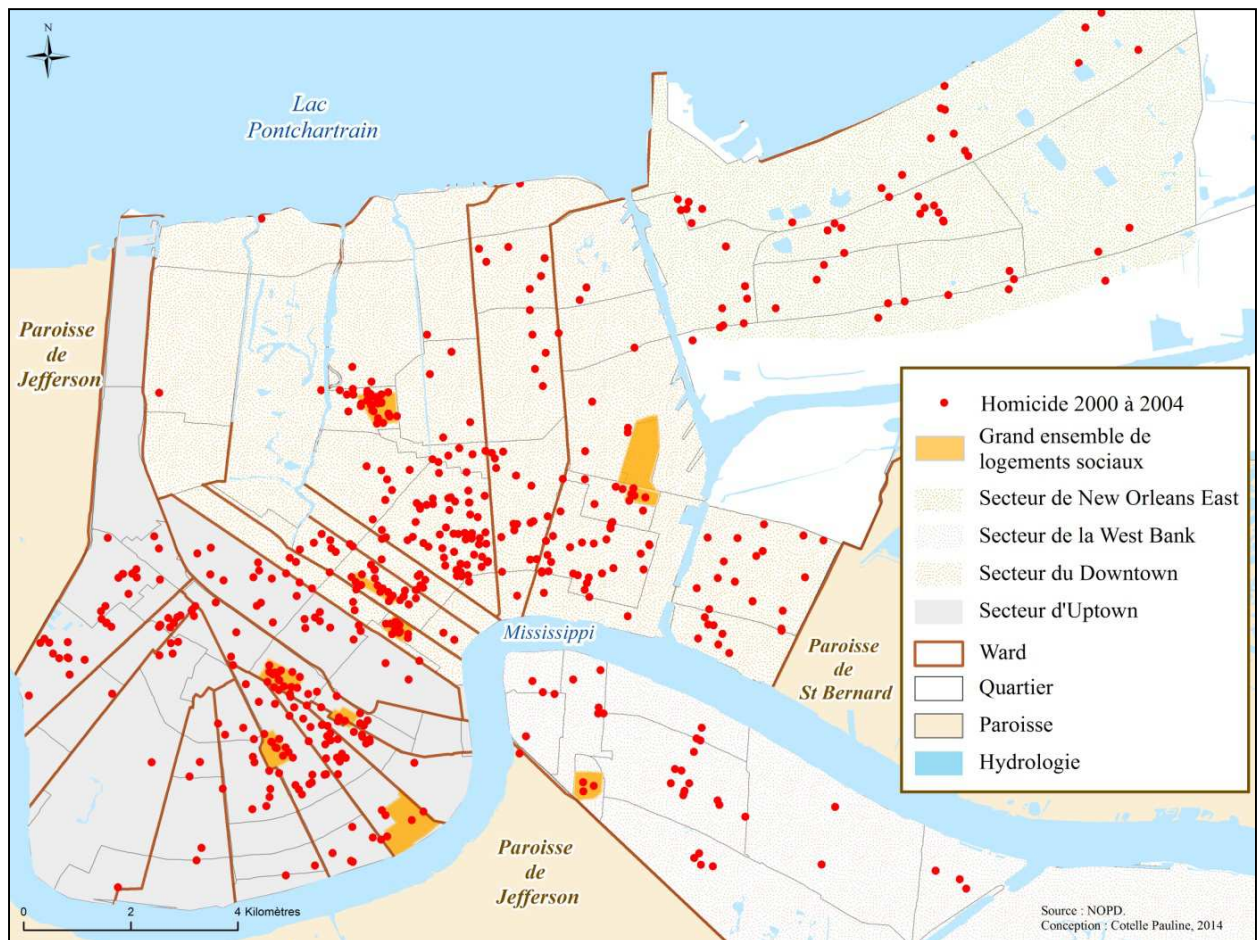 N
Lac
Pontchartrain
Paroisse
de
Jefferson
Mississippi
Paroisse
de
St Bernard
Paroisse
de
Jefferson
Homicide 2000 à 2004
Grand ensemble de
logements sociaux
Secteur de New Orleans East
Secteur de la West Bank
Secteur du Downtown
Secteur d'Uptown
Ward
Quartier
Paroisse
Hydrologie
0 2 4 Kilomètres
Source : NOPD.
Conception : Cotelle Pauline, 2014